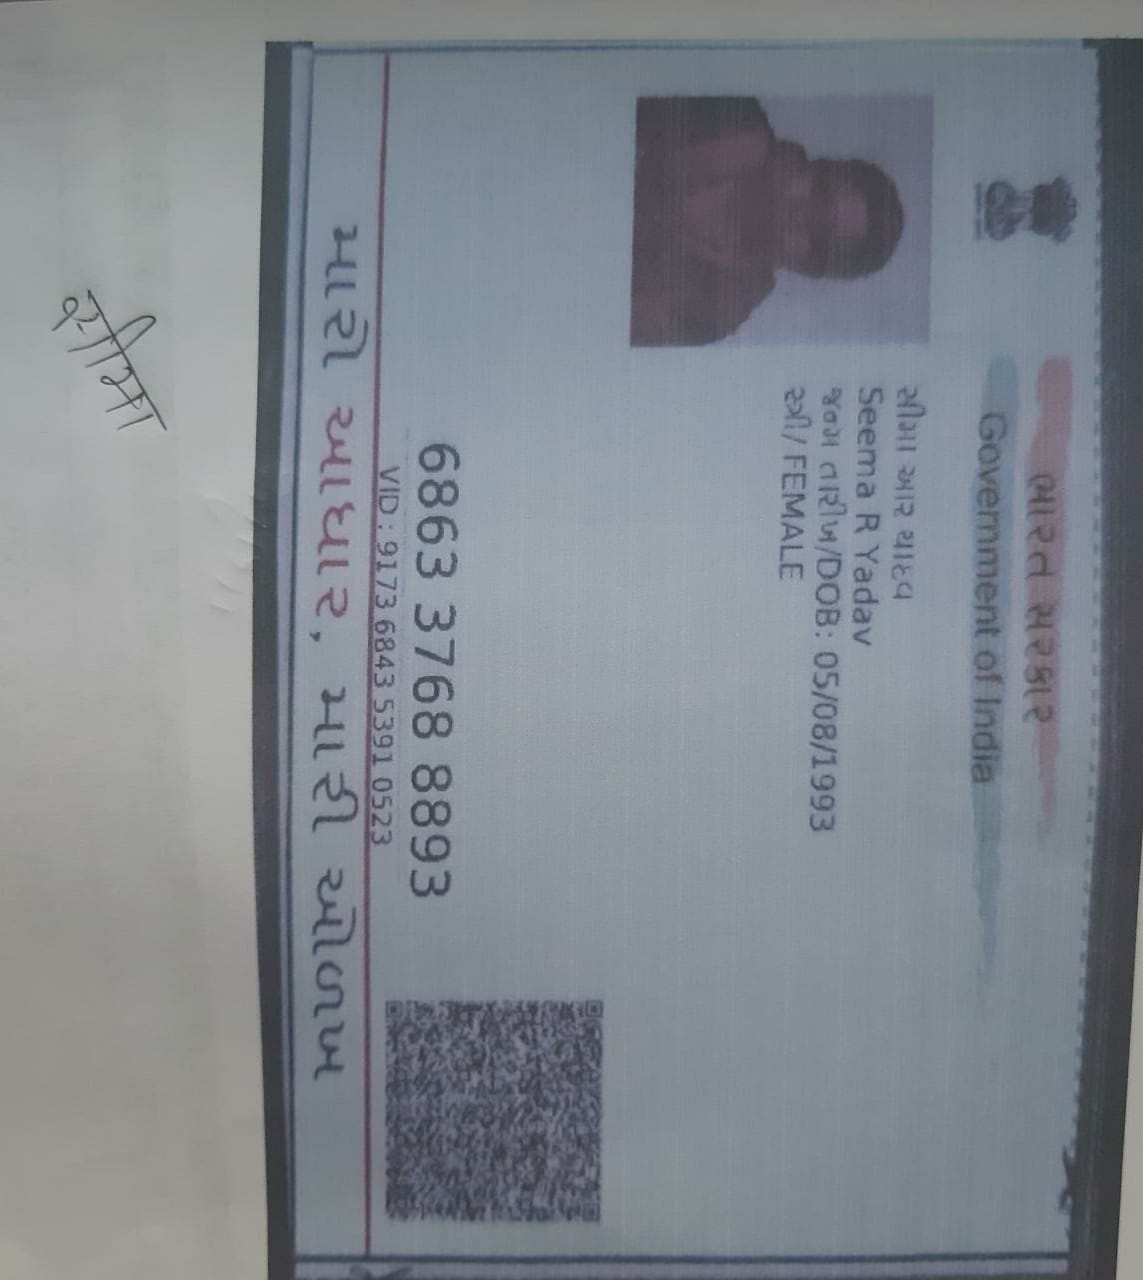 ભારત સરકાર
Government of India
સીમા આર યાદવ
Seema R Yadav
જન્મ તારીખ/DOB: 05/08/1993
સ્ત્રી/ FEMALE
6863 3768 8893
VID : 9173 6843 5391 0523
મારો આધાર, મારી ઓળખ
सीमा